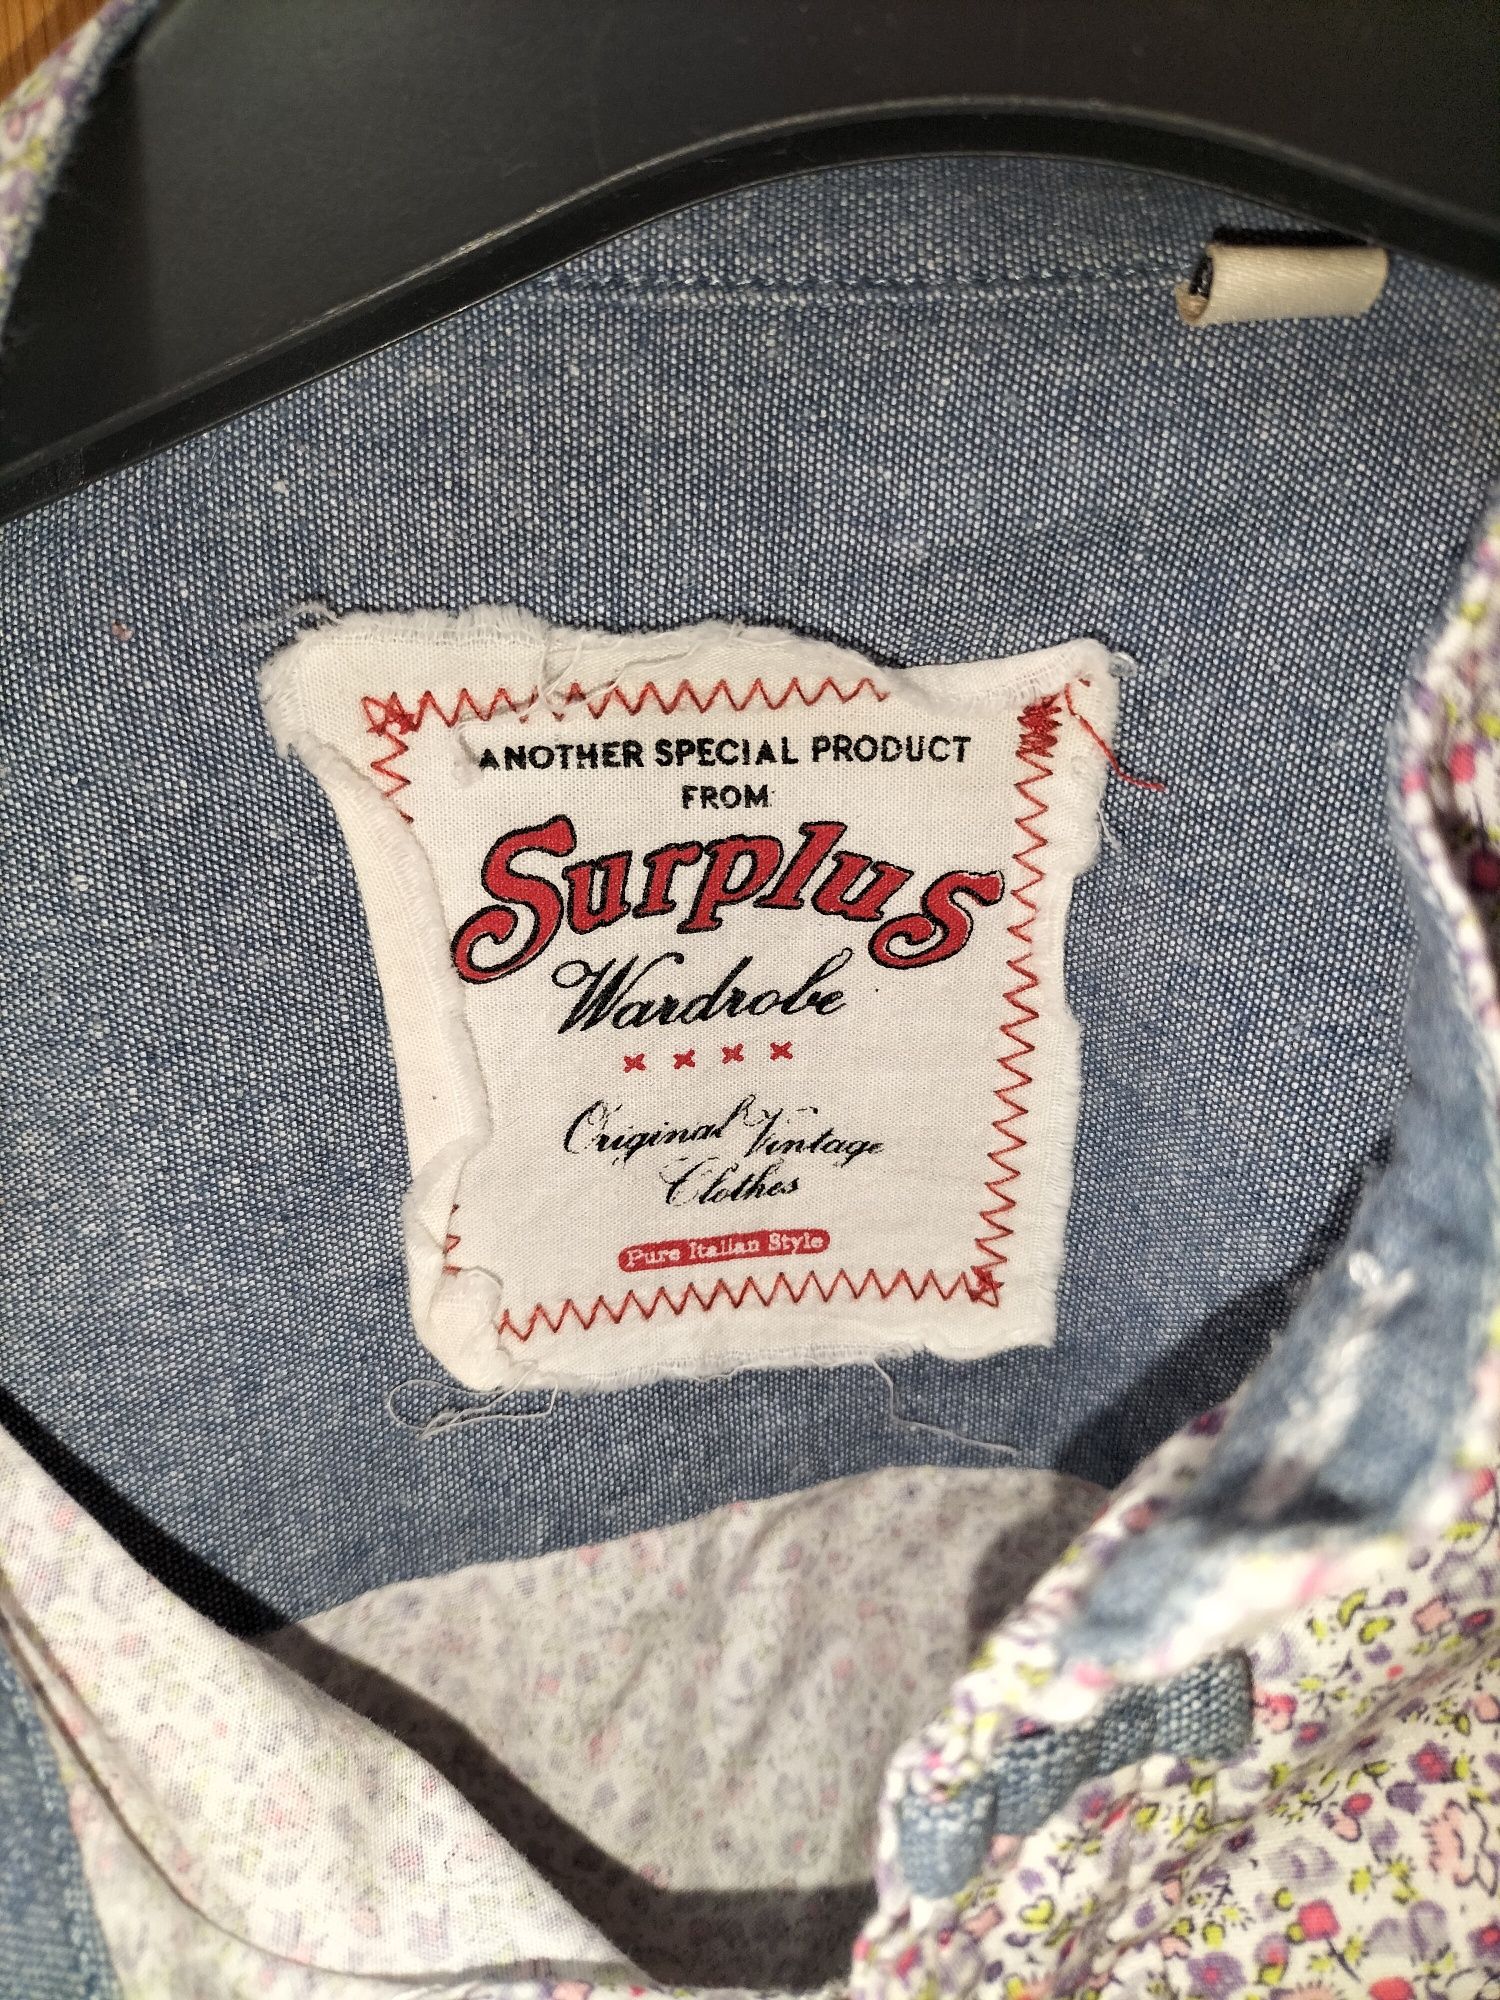 ANOTHER SPECIAL PRODUCT
FROM
Surplus
Wardrobe
Original Vintage
Clothes
Pure Italian Style